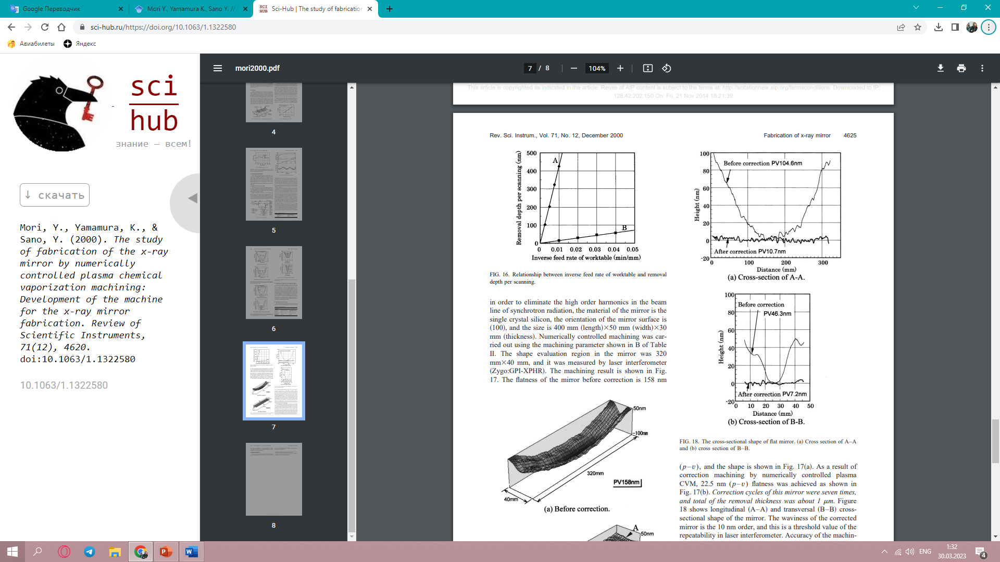 Google Переводчик
Mori Y., Yamamura K., Sano Y. //
Sci-Hub | The study of fabrication
sci-hub.ru/https://doi.org/10.1063/1.1322580
Авиабилеты
Яндекс
sci
hub
знание — всем!
↓ скачать
Mori, Y., Yamamura, K., &
Sano, Y. (2000). The study
of fabrication of the x-ray
mirror by numerically
controlled plasma chemical
vaporization machining:
Development of the machine
for the x-ray mirror
fabrication. Review of
Scientific Instruments,
71(12), 4620.
doi:10.1063/1.1322580
10.1063/1.1322580
mori2000.pdf
7 / 8
104%
4
5
6
7
8
This article is copyrighted as indicated in the article. Reuse of AIP content is subject to the terms at: http://scitationnew.aip.org/termsconditions. Downloaded to IP:
128.42.202.150 On: Fri, 21 Nov 2014 18:21:39
Rev. Sci. Instrum., Vol. 71, No. 12, December 2000
Fabrication of x-ray mirror 4625
Removal depth per scanning (nm)
500
400
300
200
100
0
A
B
0 0.01 0.02 0.03 0.04 0.05
Inverse feed rate of worktable (min/mm)
FIG. 16. Relationship between inverse feed rate of worktable and removal
depth per scanning.
in order to eliminate the high order harmonics in the beam
line of synchrotron radiation, the material of the mirror is the
single crystal silicon, the orientation of the mirror surface is
(100), and the size is 400 mm (length)×50 mm (width)×30
mm (thickness). Numerically controlled machining was car-
ried out using the machining parameter shown in B of Table
II. The shape evaluation region in the mirror was 320
mm×40 mm, and it was measured by laser interferometer
(Zygo:GPI-XPHR). The machining result is shown in Fig.
17. The flatness of the mirror before correction is 158 nm
50nm
-100nm
320mm
PV158nm
40mm
(a) Before correction.
A
50nm
Height (nm)
100
80
60
40
20
0
-20
Before correction PV104.6nm
After correction PV10.7nm
0 100 200 300
Distance (mm)
(a) Cross-section of A-A.
Height (nm)
100
80
60
40
20
0
-20
Before correction
PV46.3nm
After correction PV7.2nm
0 10 20 30 40 50
Distance (mm)
(b) Cross-section of B-B.
FIG. 18. The cross-sectional shape of flat mirror. (a) Cross section of A–A
and (b) cross section of B–B.
(p–v), and the shape is shown in Fig. 17(a). As a result of
correction machining by numerically controlled plasma
CVM, 22.5 nm (p–v) flatness was achieved as shown in
Fig. 17(b). Correction cycles of this mirror were seven times,
and total of the removal thickness was about 1 μm. Figure
18 shows longitudinal (A–A) and transversal (B–B) cross-
sectional shape of the mirror. The waviness of the corrected
mirror is the 10 nm order, and this is a threshold value of the
repeatability in laser interferometer. Accuracy of the machin-
ENG
1:32
30.03.2023
4